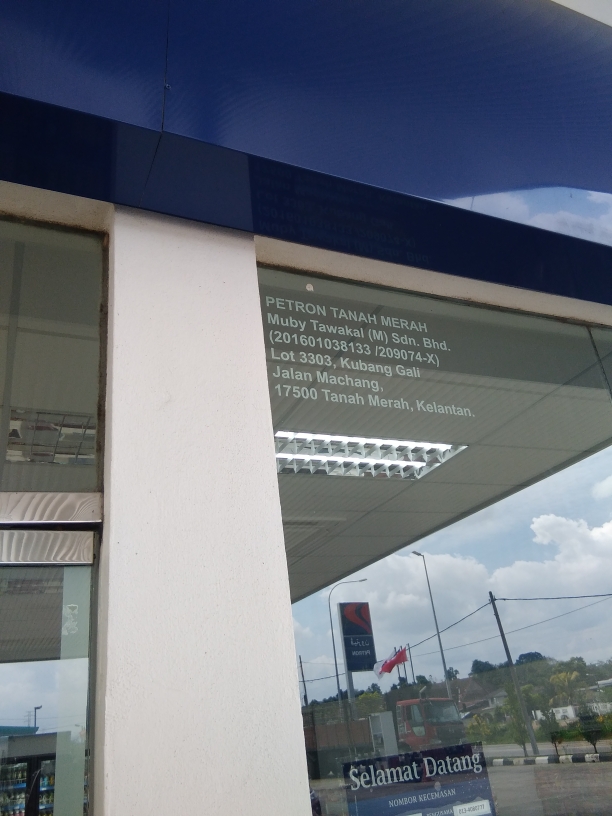 PETRON TANAH MERAH
Muby Tawakal (M) Sdn. Bhd.
(201601038133 /209074-X)
Lot 3303, Kubang Gali
Jalan Machang,
17500 Tanah Merah, Kelantan.
Selamat Datang
NOMBOR KECEMASAN